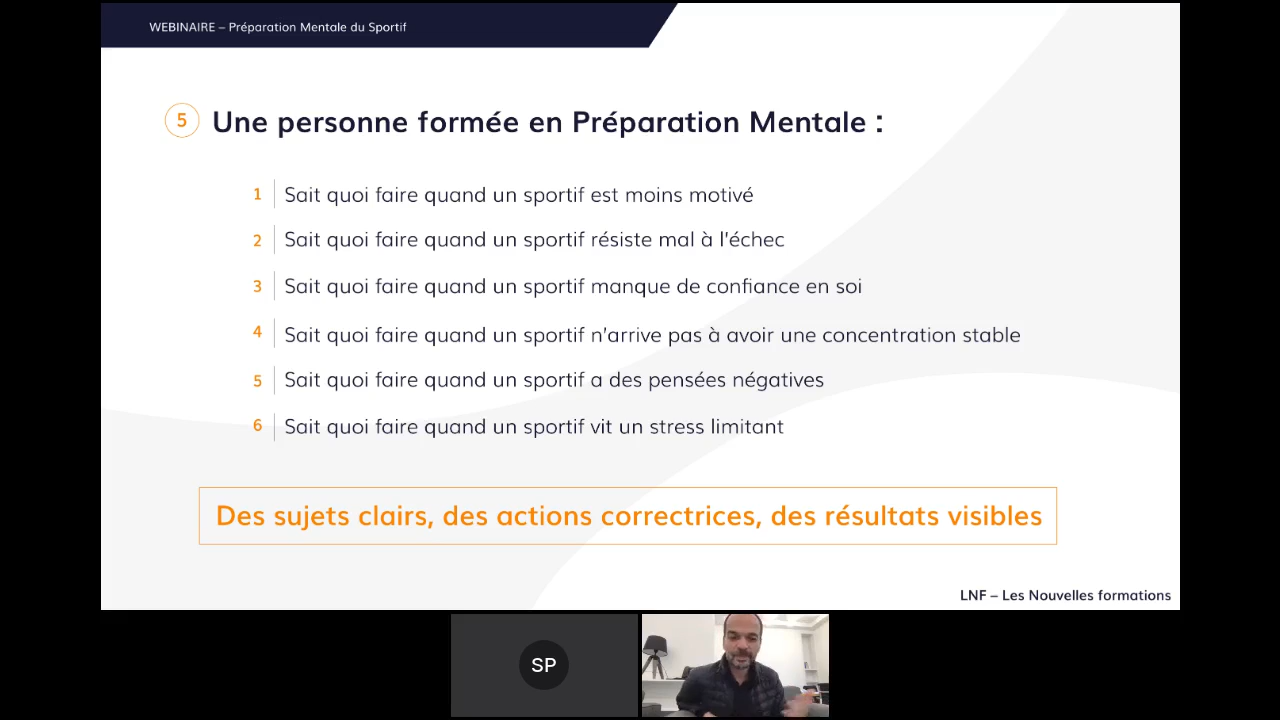 WEBINAIRE – Préparation Mentale du Sportif
5 Une personne formée en Préparation Mentale :
1 Sait quoi faire quand un sportif est moins motivé
2 Sait quoi faire quand un sportif résiste mal à l'échec
3 Sait quoi faire quand un sportif manque de confiance en soi
4 Sait quoi faire quand un sportif n'arrive pas à avoir une concentration stable
5 Sait quoi faire quand un sportif a des pensées négatives
6 Sait quoi faire quand un sportif vit un stress limitant
Des sujets clairs, des actions correctrices, des résultats visibles
LNF – Les Nouvelles formations
SP